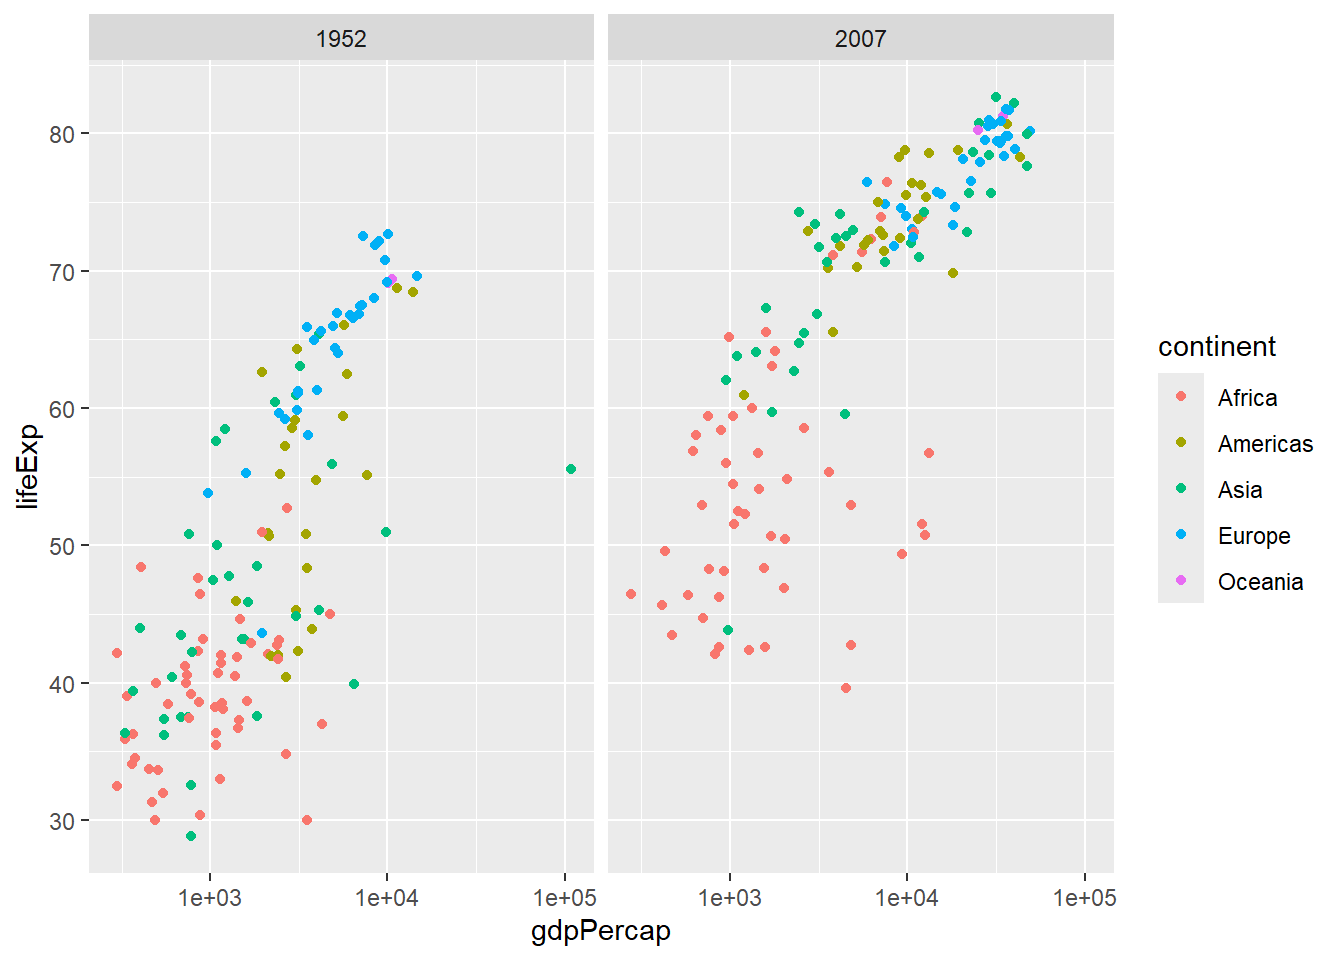 1952
2007
80
70
60
50
40
30
lifeExp
1e+03
1e+04
1e+05
1e+03
1e+04
1e+05
gdpPercap
continent
Africa
Americas
Asia
Europe
Oceania